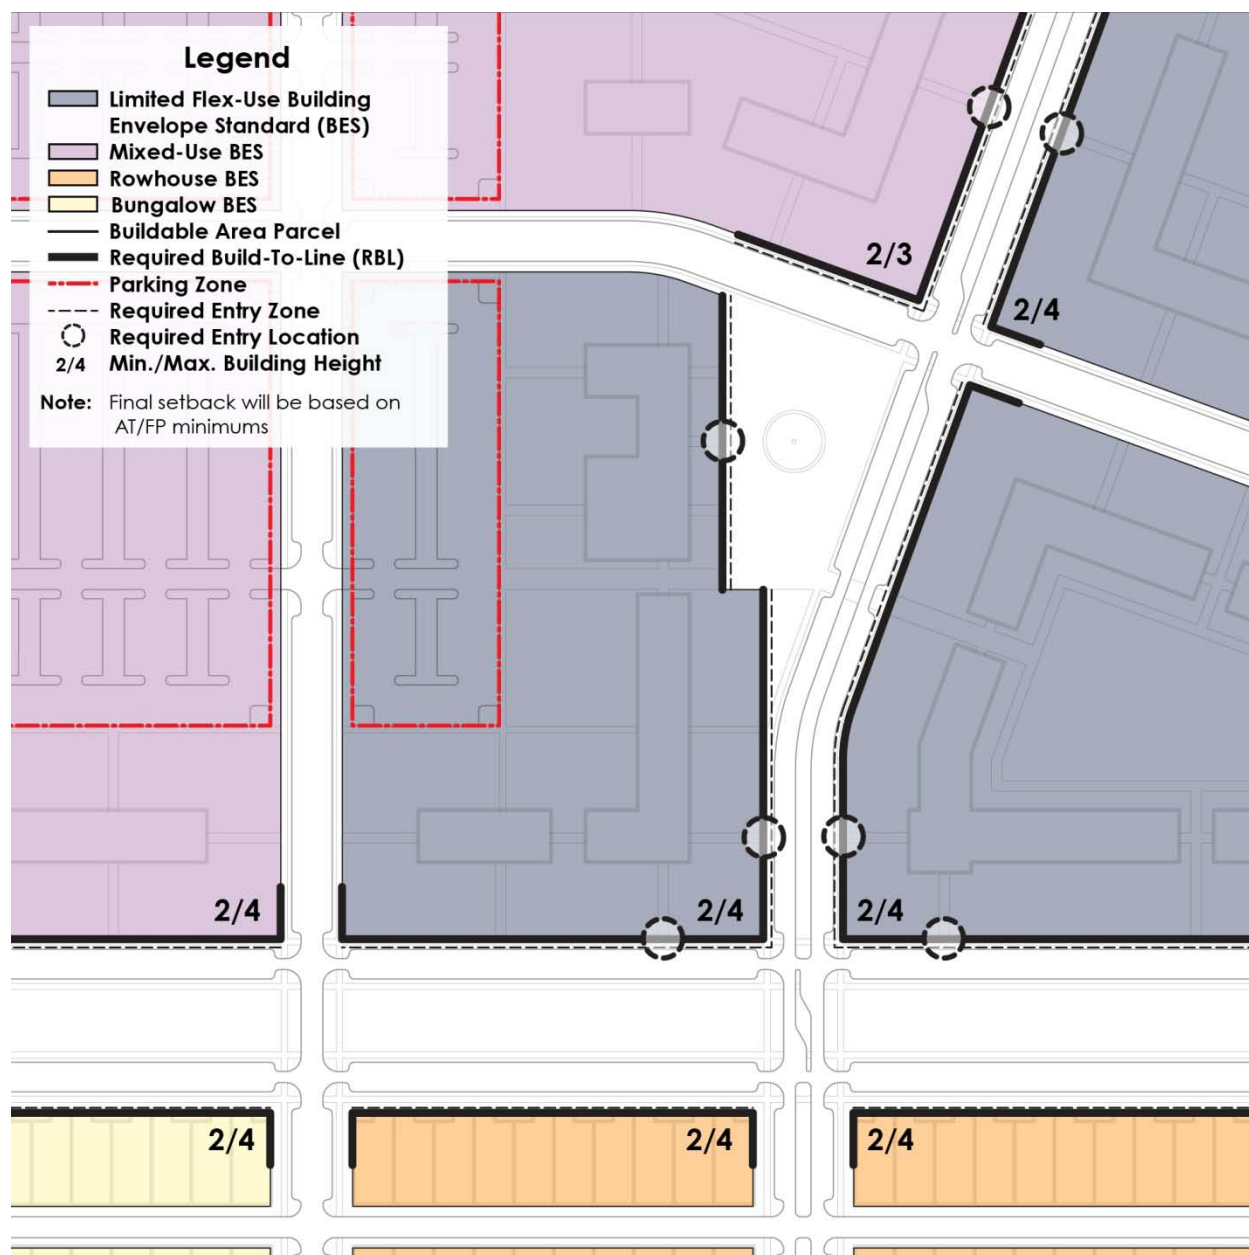 Legend
Limited Flex-Use Building
Envelope Standard (BES)
Mixed-Use BES
Rowhouse BES
Bungalow BES
Buildable Area Parcel
Required Build-To-Line (RBL)
Parking Zone
Required Entry Zone
Required Entry Location
2/4 Min./Max. Building Height
Note: Final setback will be based on
AT/FP minimums
2/3
2/4
2/4
2/4
2/4
2/4
2/4
2/4